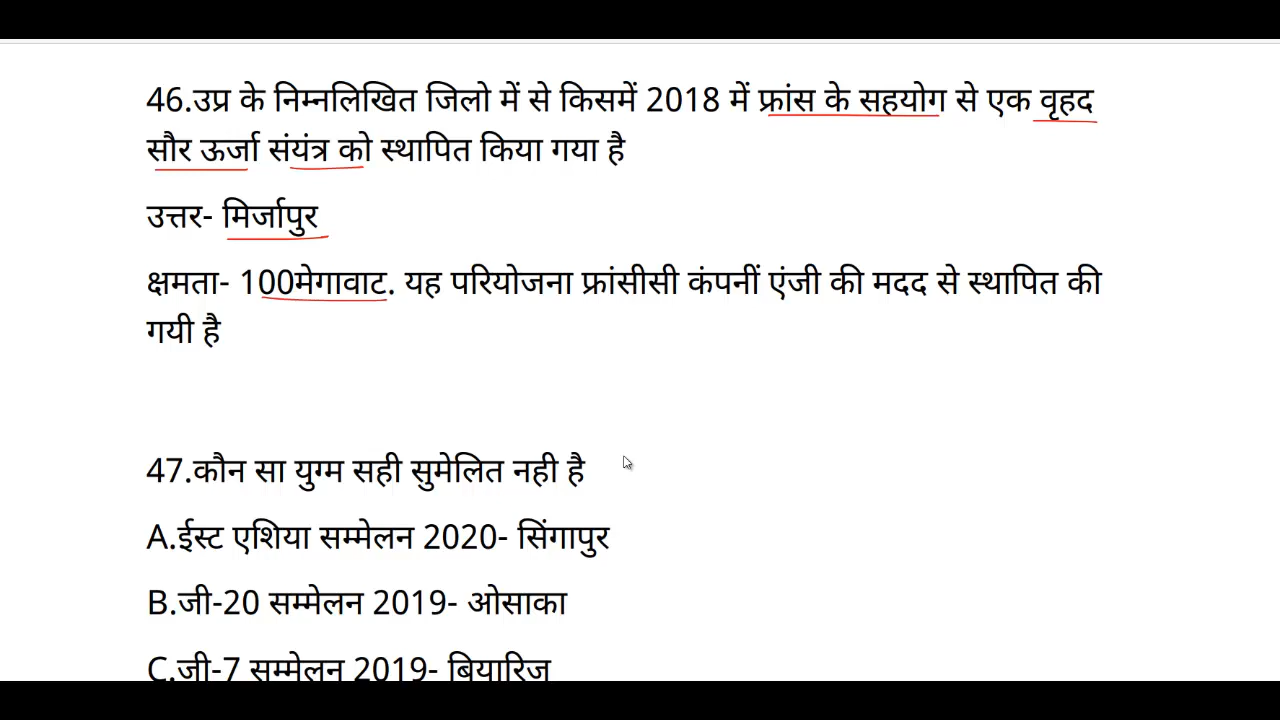 46.उप्र के निम्नलिखित जिलो में से किसमें 2018 में फ्रांस के सहयोग से एक वृहद
सौर ऊर्जा संयंत्र को स्थापित किया गया है
उत्तर- मिर्जापुर
क्षमता- 100मेगावाट. यह परियोजना फ्रांसीसी कंपनीं एंजी की मदद से स्थापित की
गयी है
47.कौन सा युग्म सही सुमेलित नही है
A.ईस्ट एशिया सम्मेलन 2020- सिंगापुर
B.जी-20 सम्मेलन 2019- ओसाका
C.जी-7 सम्मेलन 2019- बियारिज